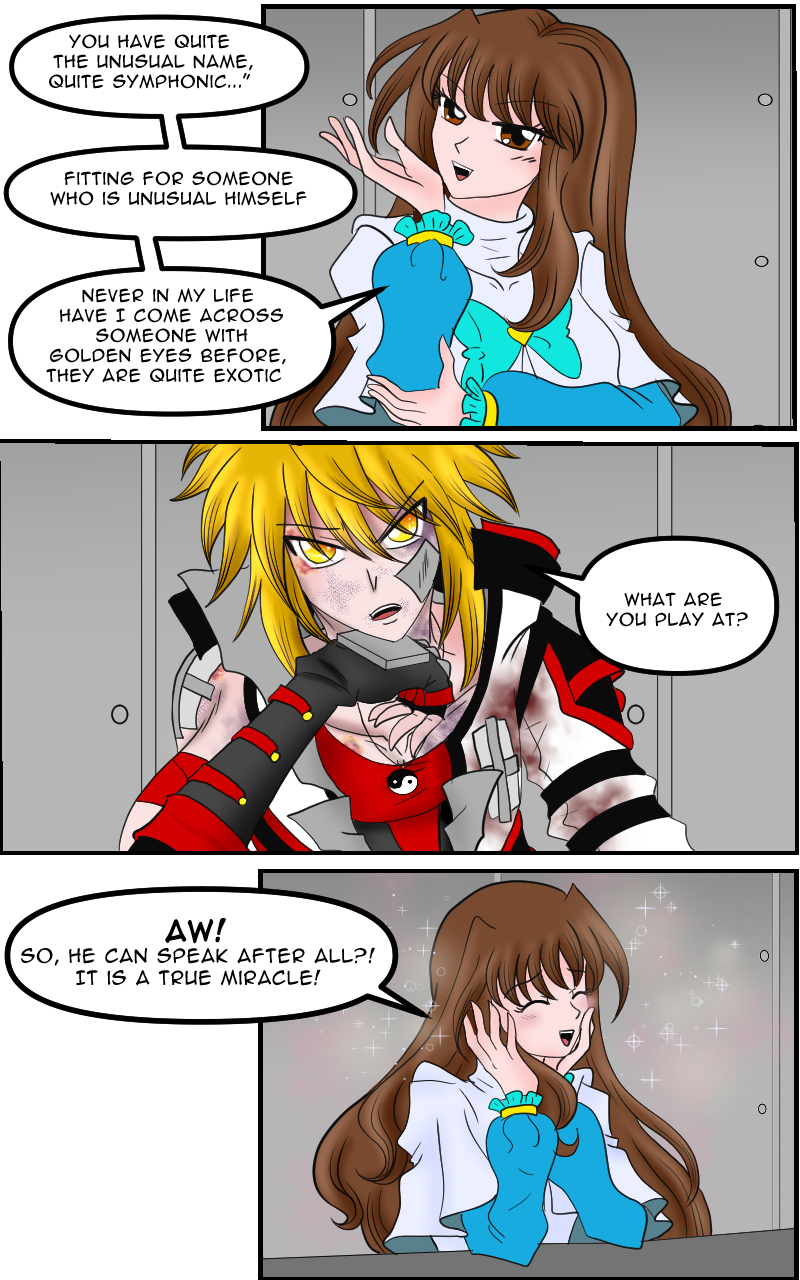 YOU HAVE QUITE
THE UNUSUAL NAME,
QUITE SYMPHONIC..."
FITTING FOR SOMEONE
WHO IS UNUSUAL HIMSELF
NEVER IN MY LIFE
HAVE I COME ACROSS
SOMEONE WITH
GOLDEN EYES BEFORE,
THEY ARE QUITE EXOTIC
WHAT ARE
YOU PLAY AT?
AW!
SO, HE CAN SPEAK AFTER ALL?!
IT IS A TRUE MIRACLE!